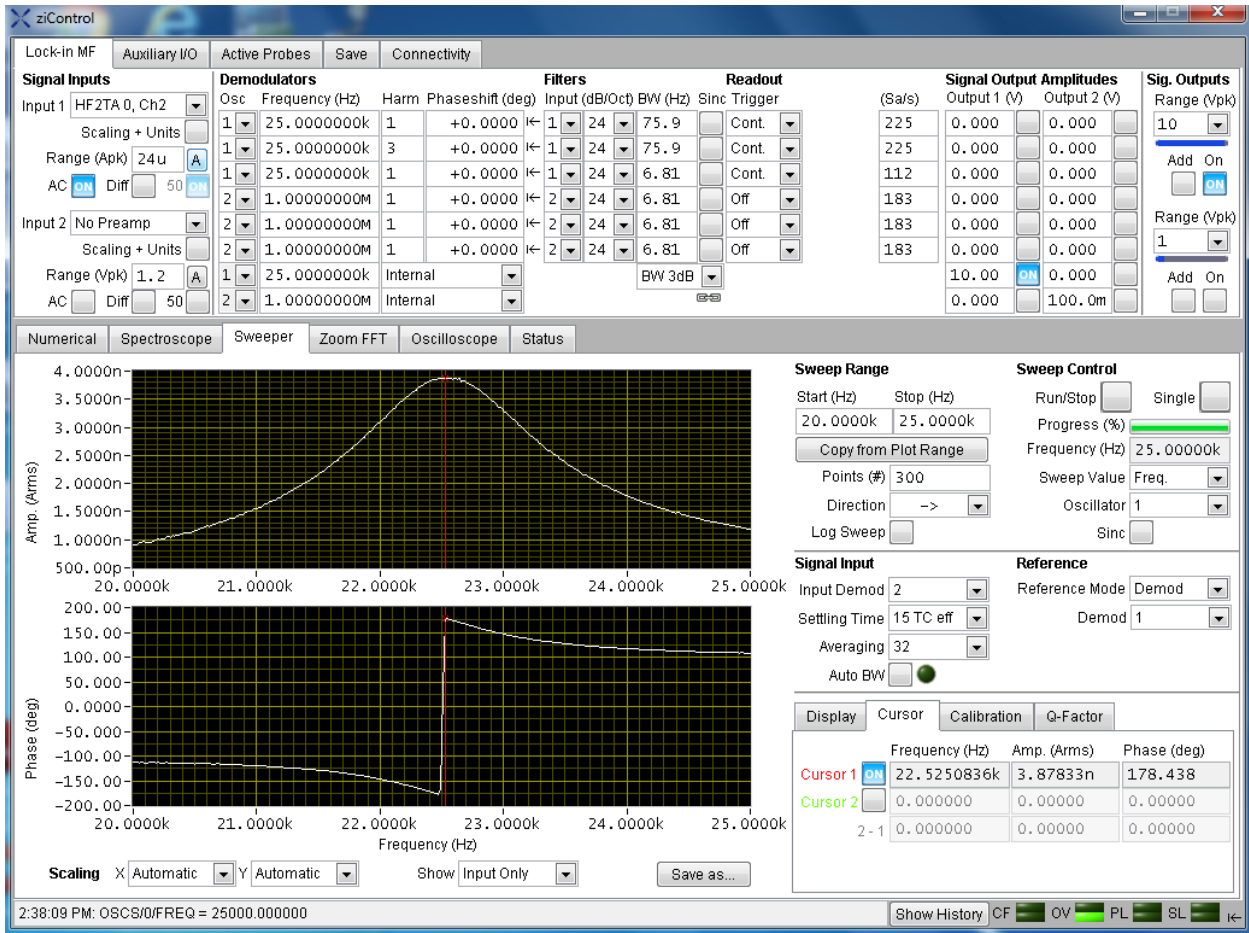 ziControl
Lock-in MF Auxiliary I/O Active Probes Save Connectivity
Signal Inputs Demodulators Filters Readout Signal Output Amplitudes Sig. Outputs
Osc Frequency (Hz) Harm Phaseshift (deg) Input (dB/Oct) BW (Hz) Sinc Trigger (Sa/s) Output 1 (V) Output 2 (V) Range (Vpk)
Input 1 HF2TA 0, Ch2 1 25.0000000k 1 +0.0000 1 24 75.9 Cont. 225 0.000 0.000 10
Scaling + Units 1 25.0000000k 3 +0.0000 1 24 75.9 Cont. 225 0.000 0.000
Range (Apk) 24u A 1 25.0000000k 1 +0.0000 1 24 6.81 Cont. 112 0.000 0.000 Add On
AC ON Diff 50 ON 2 1.00000000M 1 +0.0000 2 24 6.81 Off 183 0.000 0.000 ON
Input 2 No Preamp 2 1.00000000M 1 +0.0000 2 24 6.81 Off 183 0.000 0.000 Range (Vpk)
Scaling + Units 2 1.00000000M 1 +0.0000 2 24 6.81 Off 183 0.000 0.000 1
Range (Vpk) 1.2 A 1 25.0000000k Internal BW 3dB 10.00 ON 0.000 Add On
AC Diff 50 2 1.00000000M Internal 0.000 100.0m
Numerical Spectroscope Sweeper Zoom FFT Oscilloscope Status
4.0000n
3.5000n
3.0000n
2.5000n
2.0000n
1.5000n
1.0000n
500.00p
Amp. (Arms)
20.0000k 21.0000k 22.0000k 23.0000k 24.0000k 25.0000k
200.00
150.00
100.00
50.000
0.0000
-50.000
-100.00
-150.00
-200.00
Phase (deg)
20.0000k 21.0000k 22.0000k 23.0000k 24.0000k 25.0000k
Frequency (Hz)
Scaling X Automatic Y Automatic Show Input Only Save as...
Sweep Range Sweep Control
Start (Hz) Stop (Hz) Run/Stop Single
20.0000k 25.0000k Progress (%)
Copy from Plot Range Frequency (Hz) 25.00000k
Points (#) 300 Sweep Value Freq.
Direction -> Oscillator 1
Log Sweep Sinc
Signal Input Reference
Input Demod 2 Reference Mode Demod
Settling Time 15 TC eff Demod 1
Averaging 32
Auto BW
Display Cursor Calibration Q-Factor
Frequency (Hz) Amp. (Arms) Phase (deg)
Cursor 1 ON 22.5250836k 3.87833n 178.438
Cursor 2 0.000000 0.00000 0.00000
2 - 1 0.000000 0.00000 0.00000
2:38:09 PM: OSCS/0/FREQ = 25000.000000 Show History CF OV PL SL